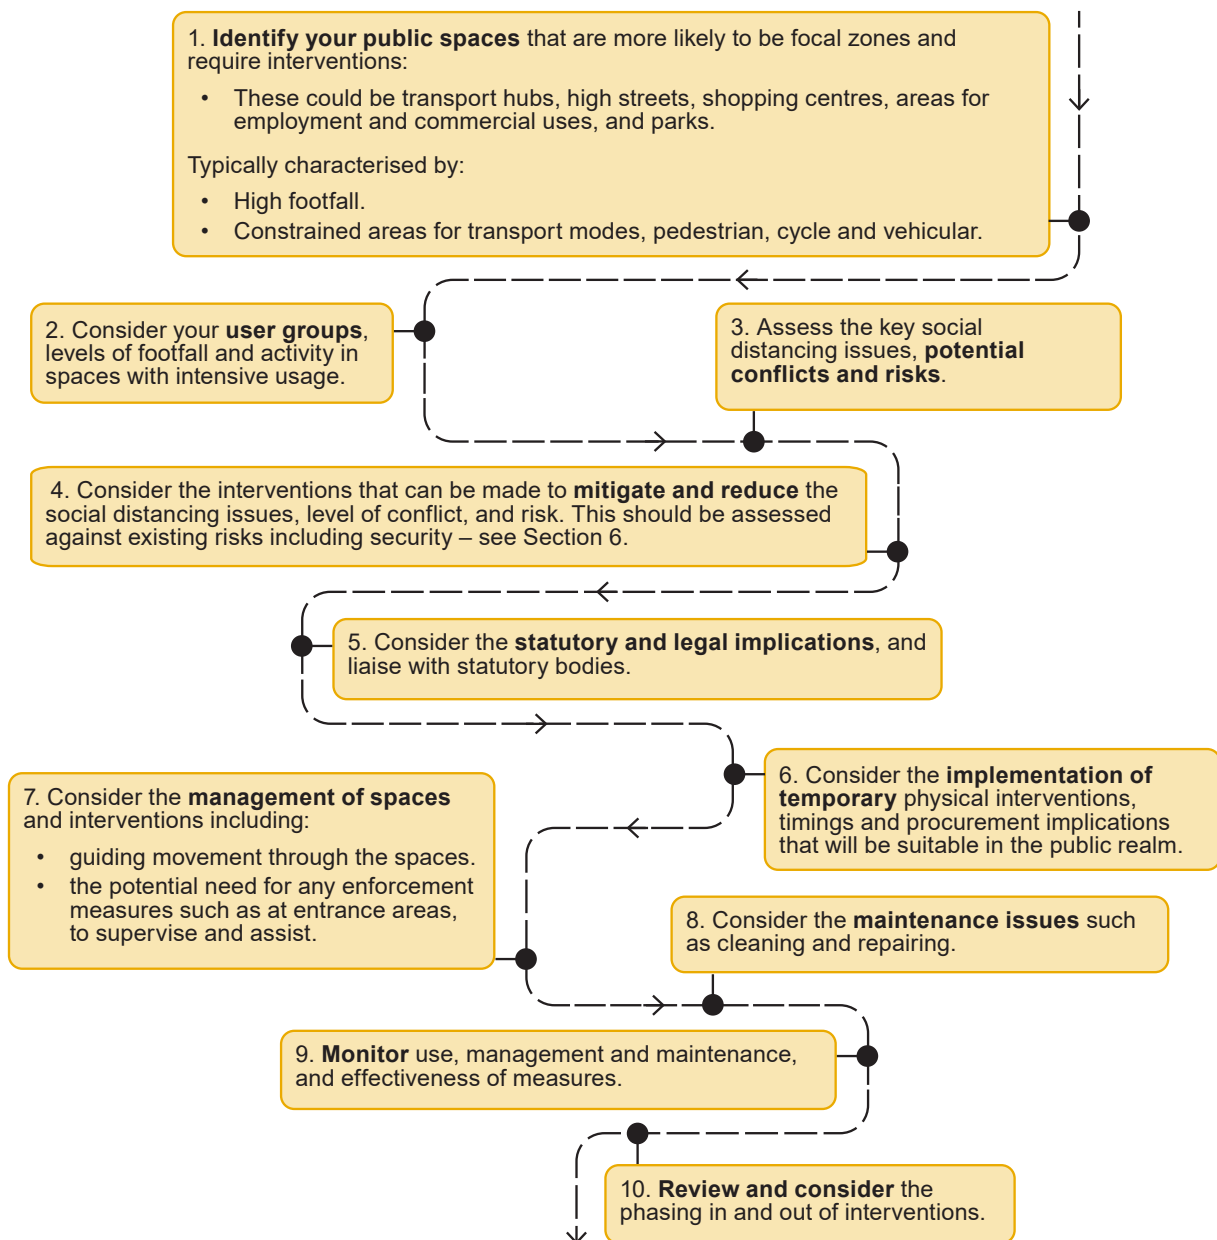 1. Identify your public spaces that are more likely to be focal zones and
require interventions:
• These could be transport hubs, high streets, shopping centres, areas for
employment and commercial uses, and parks.
Typically characterised by:
• High footfall.
• Constrained areas for transport modes, pedestrian, cycle and vehicular.
2. Consider your user groups,
levels of footfall and activity in
spaces with intensive usage.
3. Assess the key social
distancing issues, potential
conflicts and risks.
4. Consider the interventions that can be made to mitigate and reduce the
social distancing issues, level of conflict, and risk. This should be assessed
against existing risks including security – see Section 6.
5. Consider the statutory and legal implications, and
liaise with statutory bodies.
6. Consider the implementation of
temporary physical interventions,
timings and procurement implications
that will be suitable in the public realm.
7. Consider the management of spaces
and interventions including:
• guiding movement through the spaces.
• the potential need for any enforcement
measures such as at entrance areas,
to supervise and assist.
8. Consider the maintenance issues such
as cleaning and repairing.
9. Monitor use, management and maintenance,
and effectiveness of measures.
10. Review and consider the
phasing in and out of interventions.